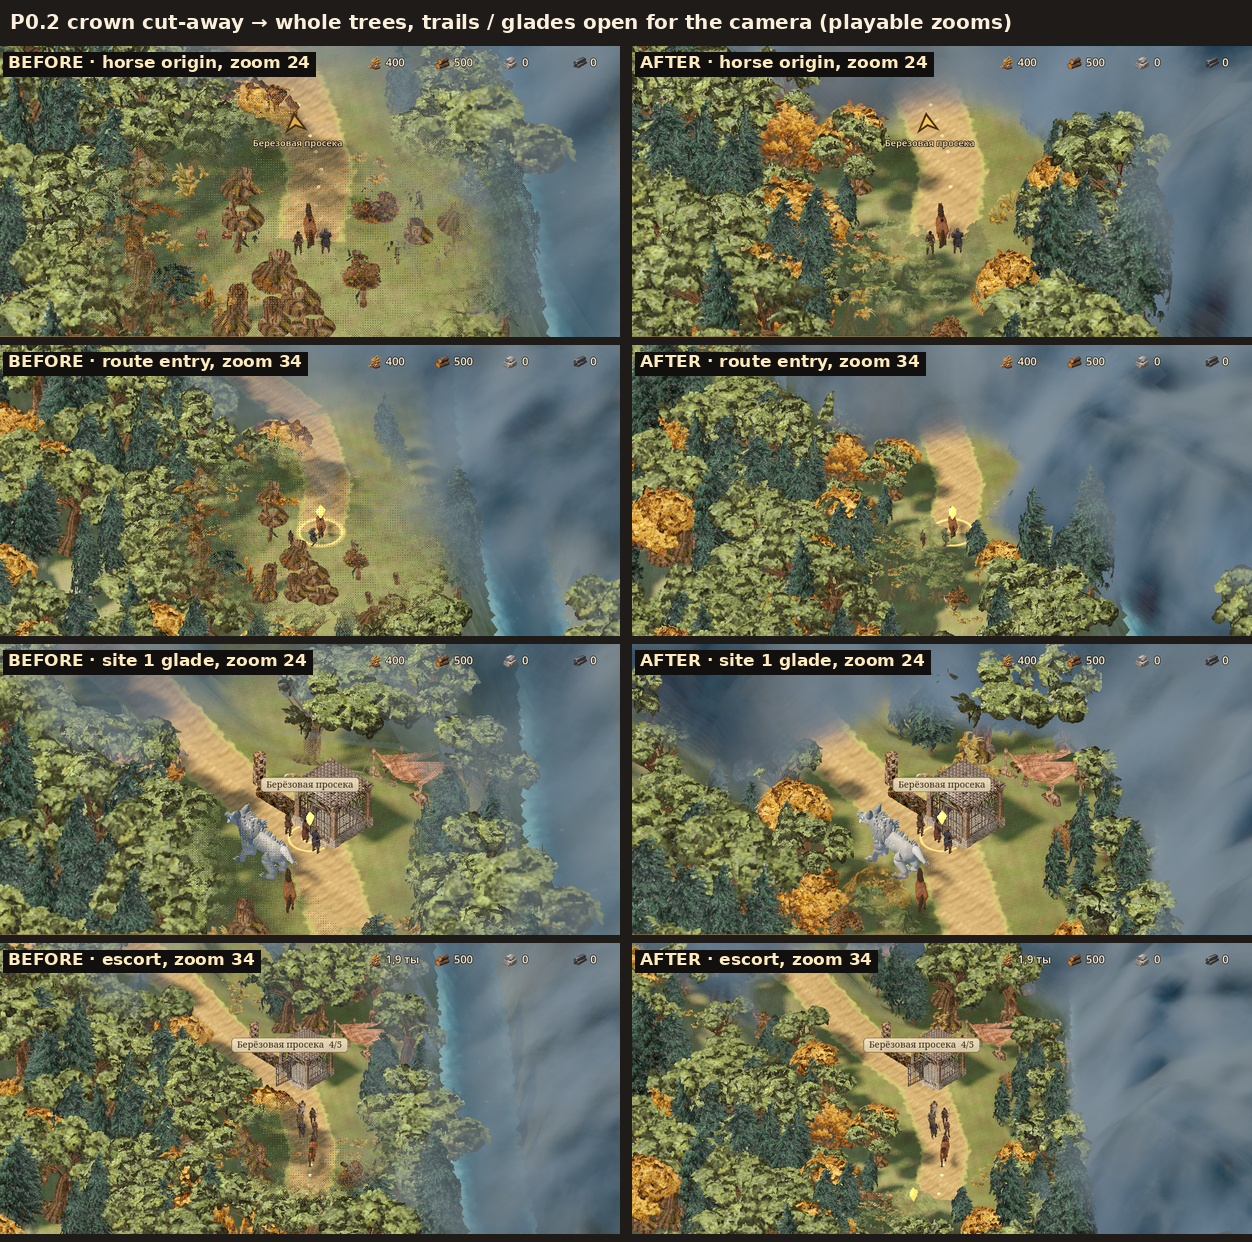 P0.2 crown cut-away → whole trees, trails / glades open for the camera (playable zooms)
BEFORE · horse origin, zoom 24
400
500
0
0
Берёзовая просека
AFTER · horse origin, zoom 24
400
500
0
0
Берёзовая просека
BEFORE · route entry, zoom 34
400
500
0
0
AFTER · route entry, zoom 34
400
500
0
0
BEFORE · site 1 glade, zoom 24
400
500
0
0
Берёзовая просека
AFTER · site 1 glade, zoom 24
400
500
0
0
Берёзовая просека
BEFORE · escort, zoom 34
1,9 ты
500
0
0
Берёзовая просека 4/5
AFTER · escort, zoom 34
1,9 ты
500
0
0
Берёзовая просека 4/5